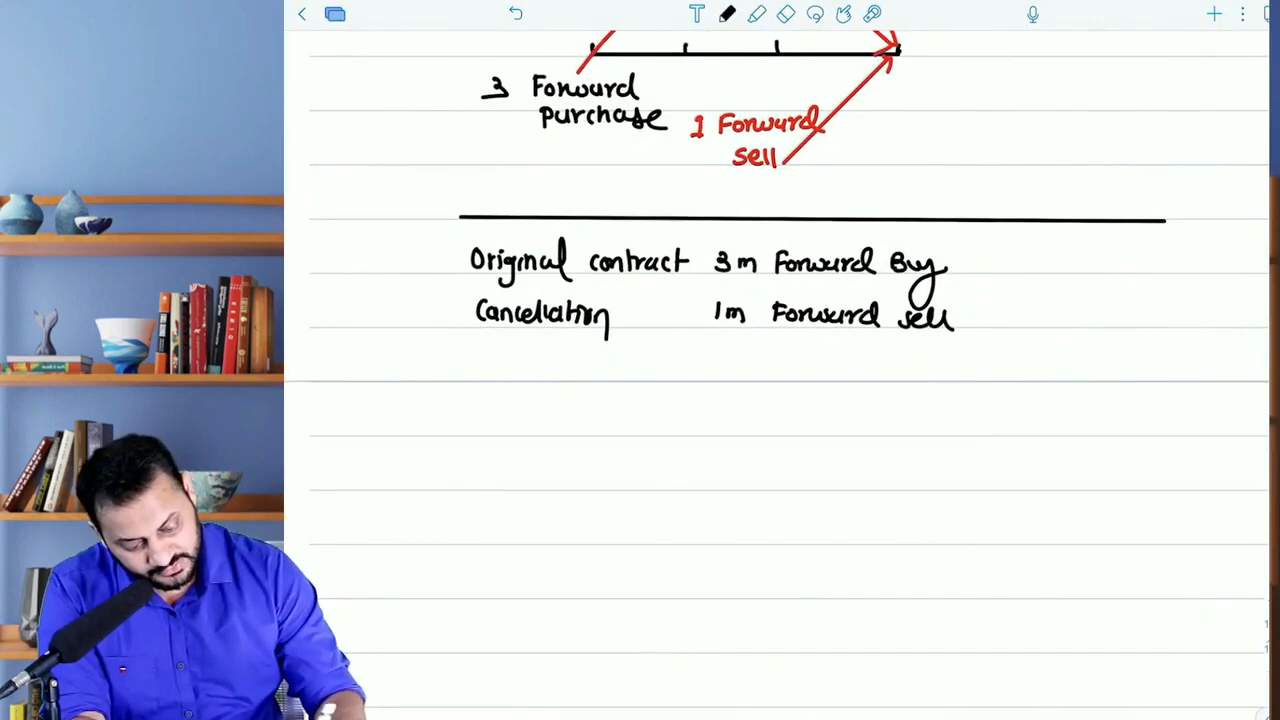 3 Forward
purchase
1 Forward
sell
Original contract 3m Forward Buy
Cancellation 1m Forward sell